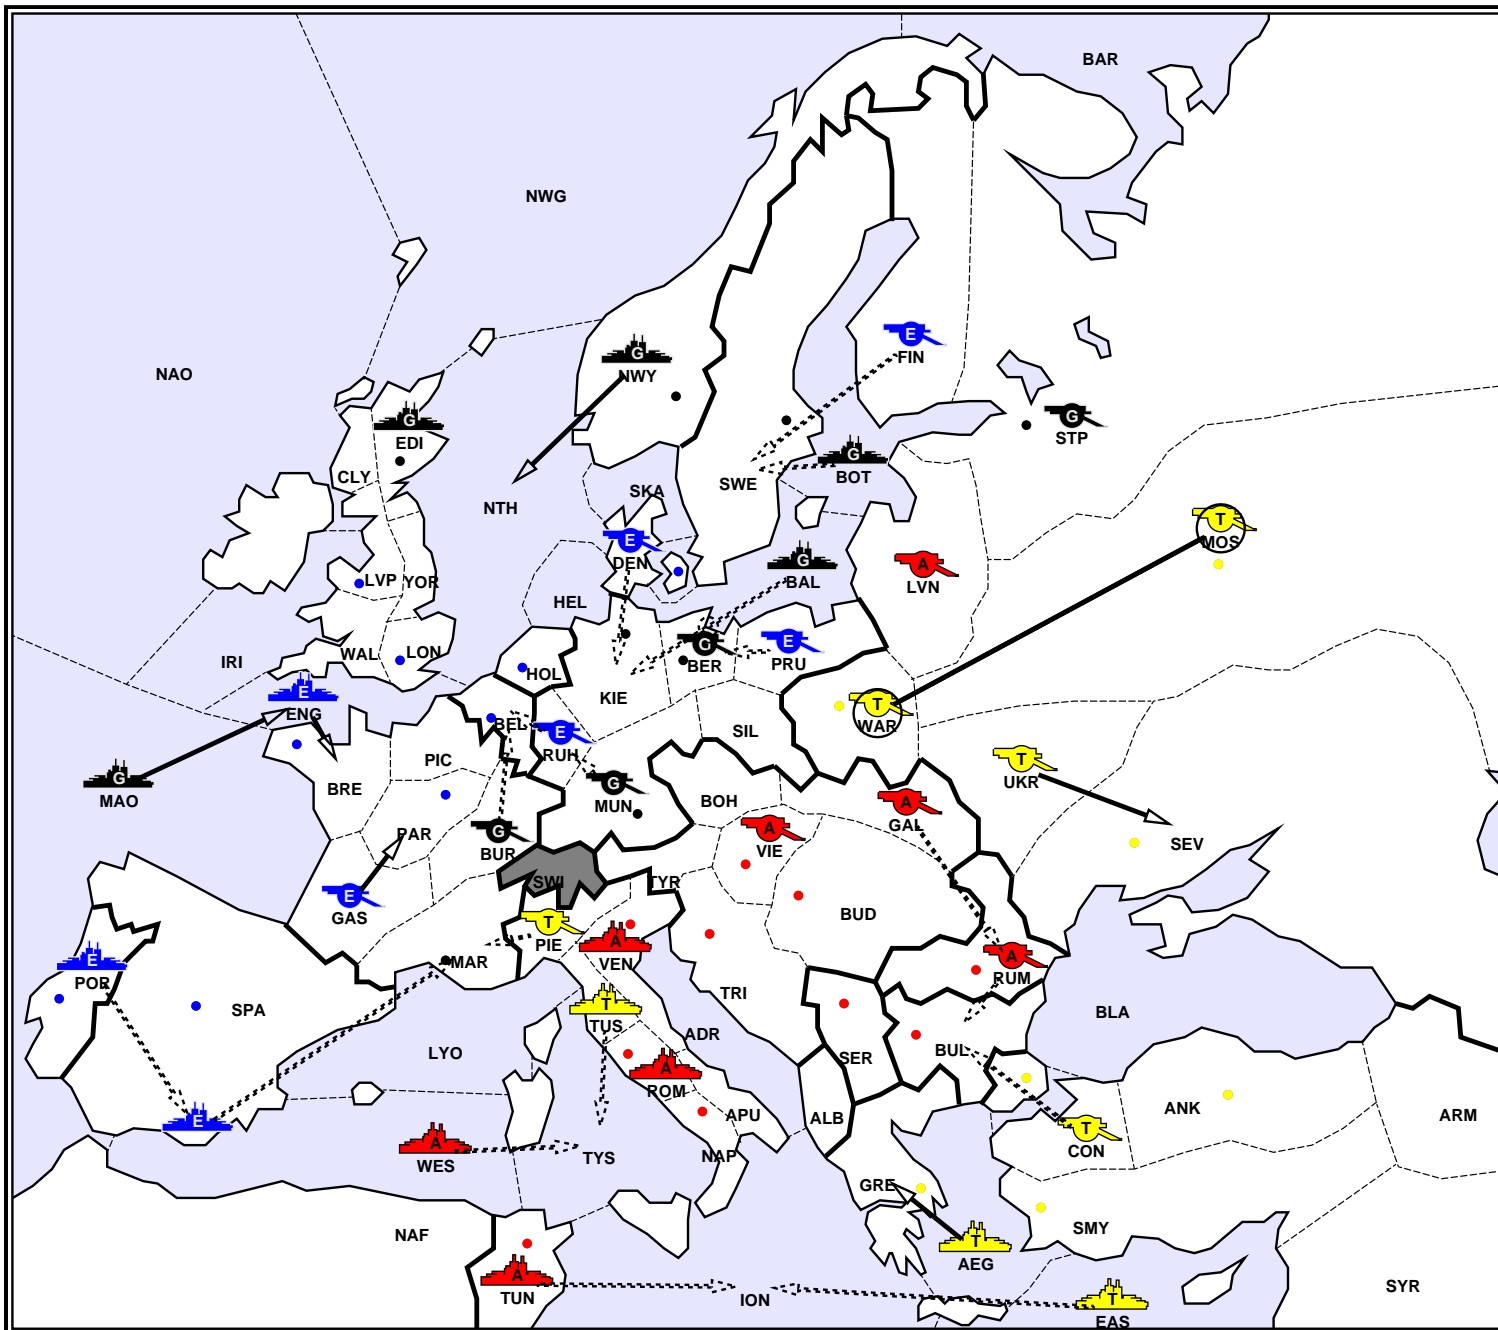 BAR
NWG
G
E
NAO
NWY
FIN
G
G
EDI
STP
CLY
G
SWE
BOT
SKA
NTH
T
E
MOS
DEN
G
A
BAL
LVN
LVP
YOR
HEL
E
G
IRI
WAL
LON
BER
PRU
HOL
KIE
E
T
ENG
BEL
WAR
E
SIL
RUH
PIC
T
G
G
UKR
MAO
BRE
MUN
BOH
A
GAL
A
PAR
G
SEV
BUR
VIE
SWI
TYR
E
GAS
BUD
T
PIE
A
E
A
VEN
MAR
POR
RUM
TRI
T
SPA
TUS
BLA
ADR
LYO
BUL
SER
A
ROM
ANK
APU
ALB
ARM
E
T
A
CON
WES
TYS
NAP
GRE
SMY
NAF
T
AEG
A
SYR
TUN
ION
T
EAS